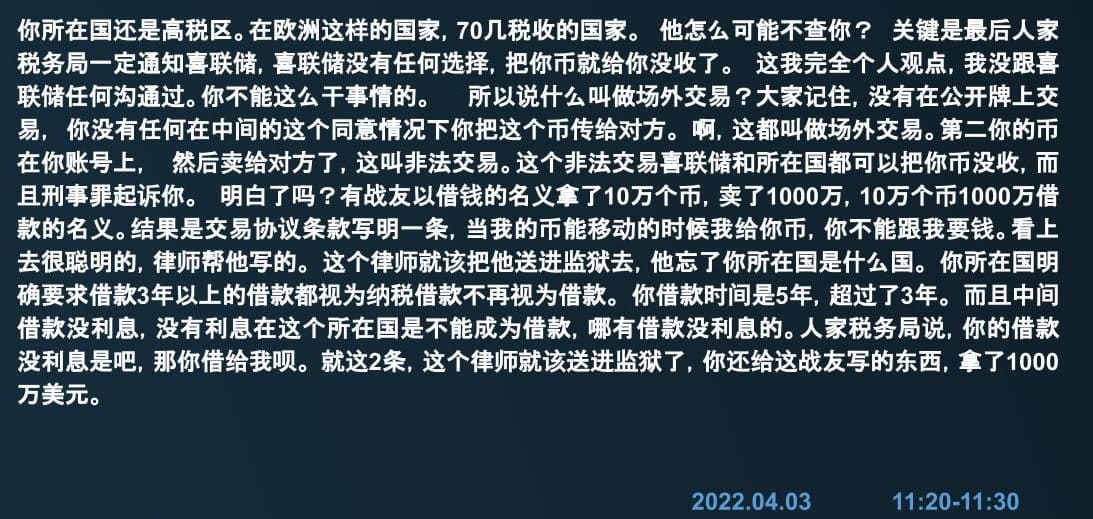 你所在国还是高税区。在欧洲这样的国家, 70几税收的国家。 他怎么可能不查你？ 关键是最后人家
税务局一定通知喜联储, 喜联储没有任何选择, 把你币就给你没收了。 这我完全个人观点, 我没跟喜
联储任何沟通过。你不能这么干事情的。 所以说什么叫做场外交易？大家记住, 没有在公开牌上交
易, 你没有任何在中间的这个同意情况下你把这个币传给对方。啊, 这都叫做场外交易。第二你的币
在你账号上, 然后卖给对方了, 这叫非法交易。这个非法交易喜联储和所在国都可以把你币没收, 而
且刑事罪起诉你。 明白了吗？有战友以借钱的名义拿了10万个币, 卖了1000万, 10万个币1000万借
款的名义。结果是交易协议条款写明一条, 当我的币能移动的时候我给你币, 你不能跟我要钱。看上
去很聪明的, 律师帮他写的。 这个律师就该把他送进监狱去, 他忘了你所在国是什么国。你所在国明
确要求借款3年以上的借款都视为纳税借款不再视为借款。 你借款时间是5年, 超过了3年。而且中间
借款没利息, 没有利息在这个所在国是不能成为借款, 哪有借款没利息的。人家税务局说, 你的借款
没利息是吧, 那你借给我呗。就这2条, 这个律师就该送进监狱了, 你还给这战友写的东西, 拿了1000
万美元。
2022.04.03 11:20-11:30